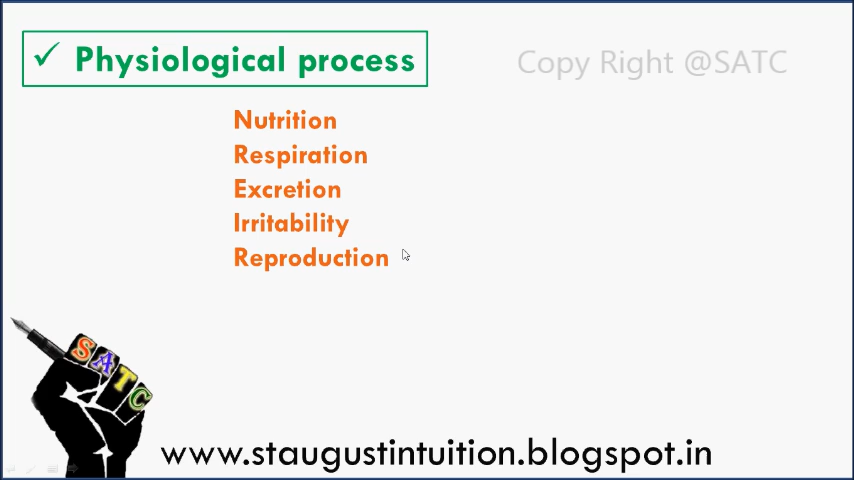 ✓ Physiological process
Copy Right @SATC
Nutrition
Respiration
Excretion
Irritability
Reproduction
SATC
www.staugustintuition.blogspot.in